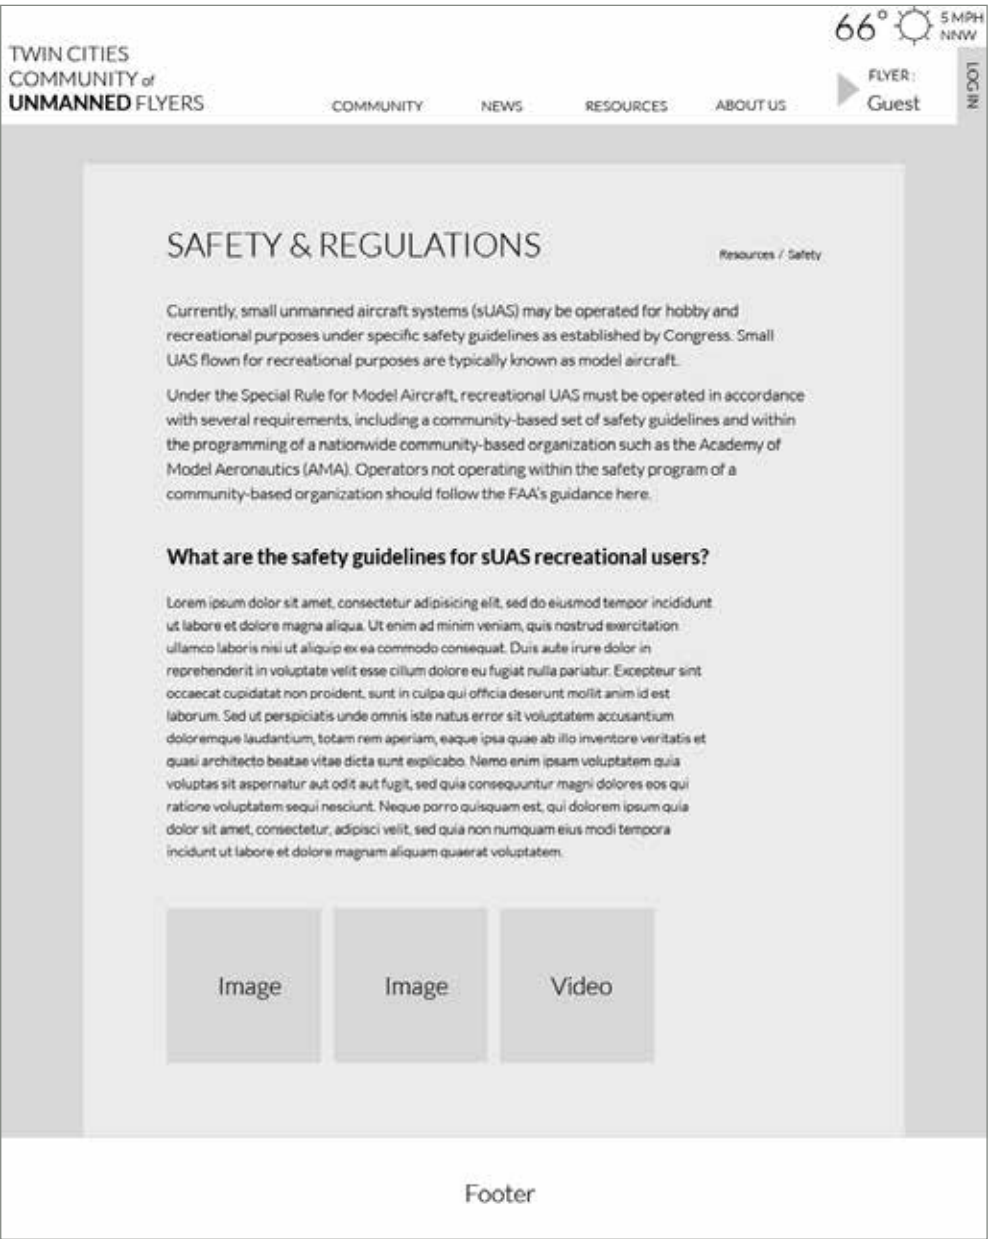 66° 5 MPH
NNW
TWIN CITIES
COMMUNITY of
UNMANNED FLYERS
COMMUNITY NEWS RESOURCES ABOUT US
FLYER:
Guest
LOG IN
SAFETY & REGULATIONS
Resources / Safety
Currently, small unmanned aircraft systems (sUAS) may be operated for hobby and
recreational purposes under specific safety guidelines as established by Congress. Small
UAS flown for recreational purposes are typically known as model aircraft.
Under the Special Rule for Model Aircraft, recreational UAS must be operated in accordance
with several requirements, including a community-based set of safety guidelines and within
the programming of a nationwide community-based organization such as the Academy of
Model Aeronautics (AMA). Operators not operating within the safety program of a
community-based organization should follow the FAA's guidance here.
What are the safety guidelines for sUAS recreational users?
Lorem ipsum dolor sit amet, consectetur adipisicing elit, sed do eiusmod tempor incididunt
ut labore et dolore magna aliqua. Ut enim ad minim veniam, quis nostrud exercitation
ullamco laboris nisi ut aliquip ex ea commodo consequat. Duis aute irure dolor in
reprehenderit in voluptate velit esse cillum dolore eu fugiat nulla pariatur. Excepteur sint
occaecat cupidatat non proident, sunt in culpa qui officia deserunt mollit anim id est
laborum. Sed ut perspiciatis unde omnis iste natus error sit voluptatem accusantium
doloremque laudantium, totam rem aperiam, eaque ipsa quae ab illo inventore veritatis et
quasi architecto beatae vitae dicta sunt explicabo. Nemo enim ipsam voluptatem quia
voluptas sit aspernatur aut odit aut fugit, sed quia consequuntur magni dolores eos qui
ratione voluptatem sequi nesciunt. Neque porro quisquam est, qui dolorem ipsum quia
dolor sit amet, consectetur, adipisci velit, sed quia non numquam eius modi tempora
incidunt ut labore et dolore magnam aliquam quaerat voluptatem.
Image Image Video
Footer